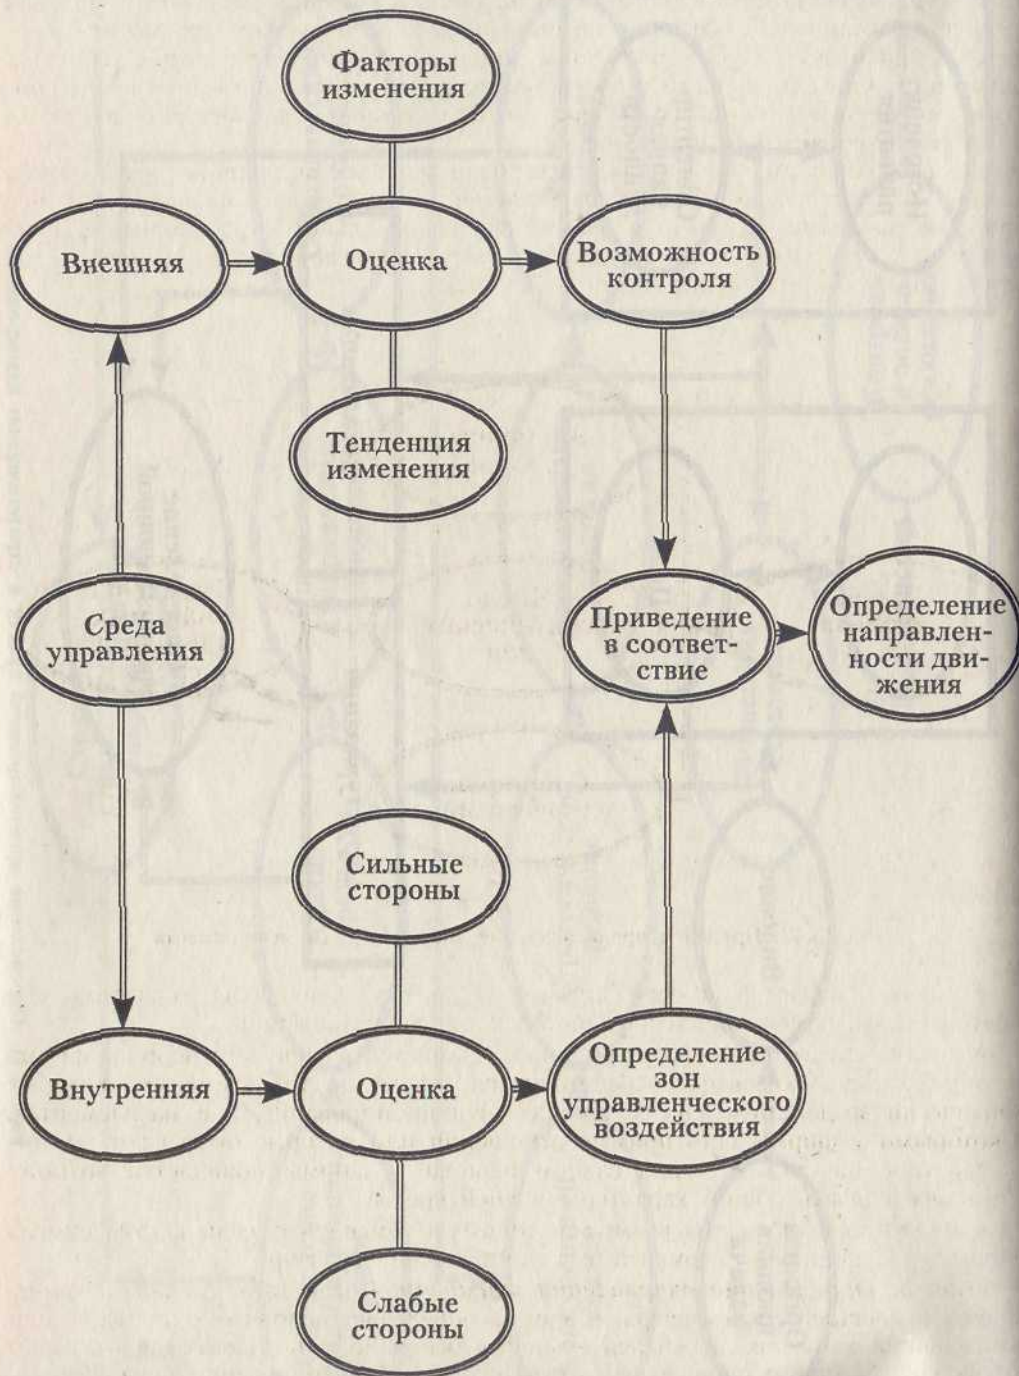 Факторы
изменения
Внешняя
Оценка
Возможность
контроля
Тенденция
изменения
Среда
управления
Приведение
в соответ-
ствие
Определение
направлен-
ности дви-
жения
Сильные
стороны
Внутренняя
Оценка
Определение
зон
управленческого
воздействия
Слабые
стороны